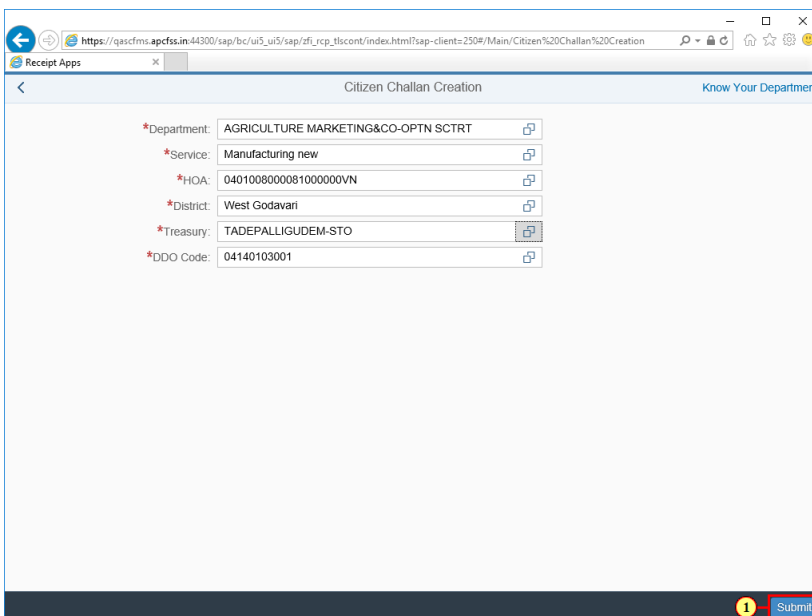 https://qascfms.apcfss.in:44300/sap/bc/ui5_ui5/sap/zfi_rcp_tlscont/index.html?sap-client=250#/Main/Citizen%20Challan%20Creation
Receipt Apps
Citizen Challan Creation
Know Your Departmen
*Department: AGRICULTURE MARKETING&CO-OPTN SCTRT
*Service: Manufacturing new
*HOA: 0401008000081000000VN
*District: West Godavari
*Treasury: TADEPALLIGUDEM-STO
*DDO Code: 04140103001
1 Submit